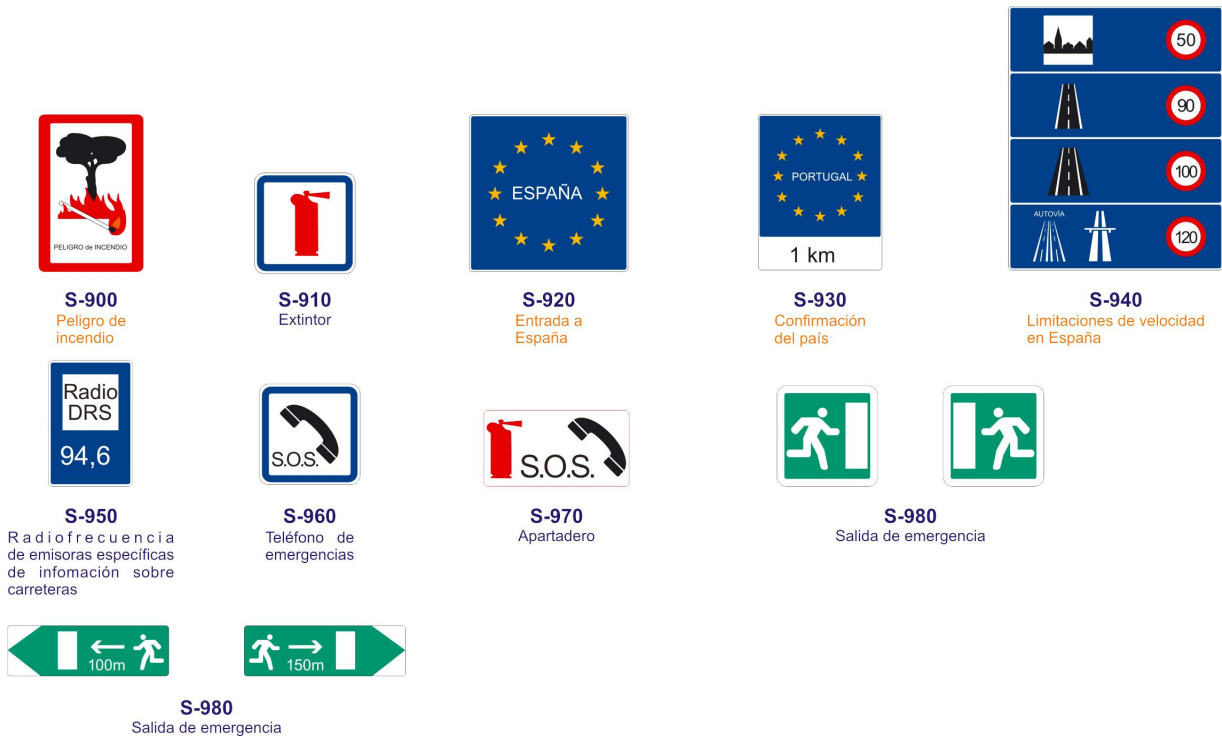 50
90
100
AUTOVÍA
120
PELIGRO de INCENDIO
ESPAÑA
PORTUGAL
1 km
S-900
Peligro de
incendio
S-910
Extintor
S-920
Entrada a
España
S-930
Confirmación
del país
S-940
Limitaciones de velocidad
en España
Radio
DRS
94,6
S.O.S.
S.O.S.
S-950
Radiofrecuencia
de emisoras específicas
de infomación sobre
carreteras
S-960
Teléfono de
emergencias
S-970
Apartadero
S-980
Salida de emergencia
100m
150m
S-980
Salida de emergencia